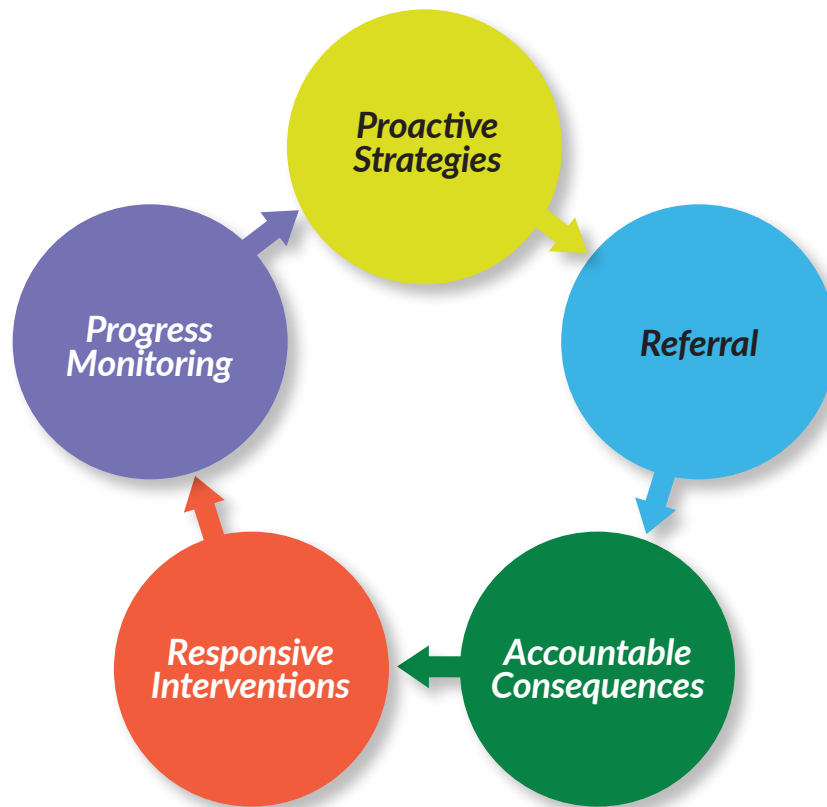 Proactive
Strategies
Referral
Accountable
Consequences
Responsive
Interventions
Progress
Monitoring